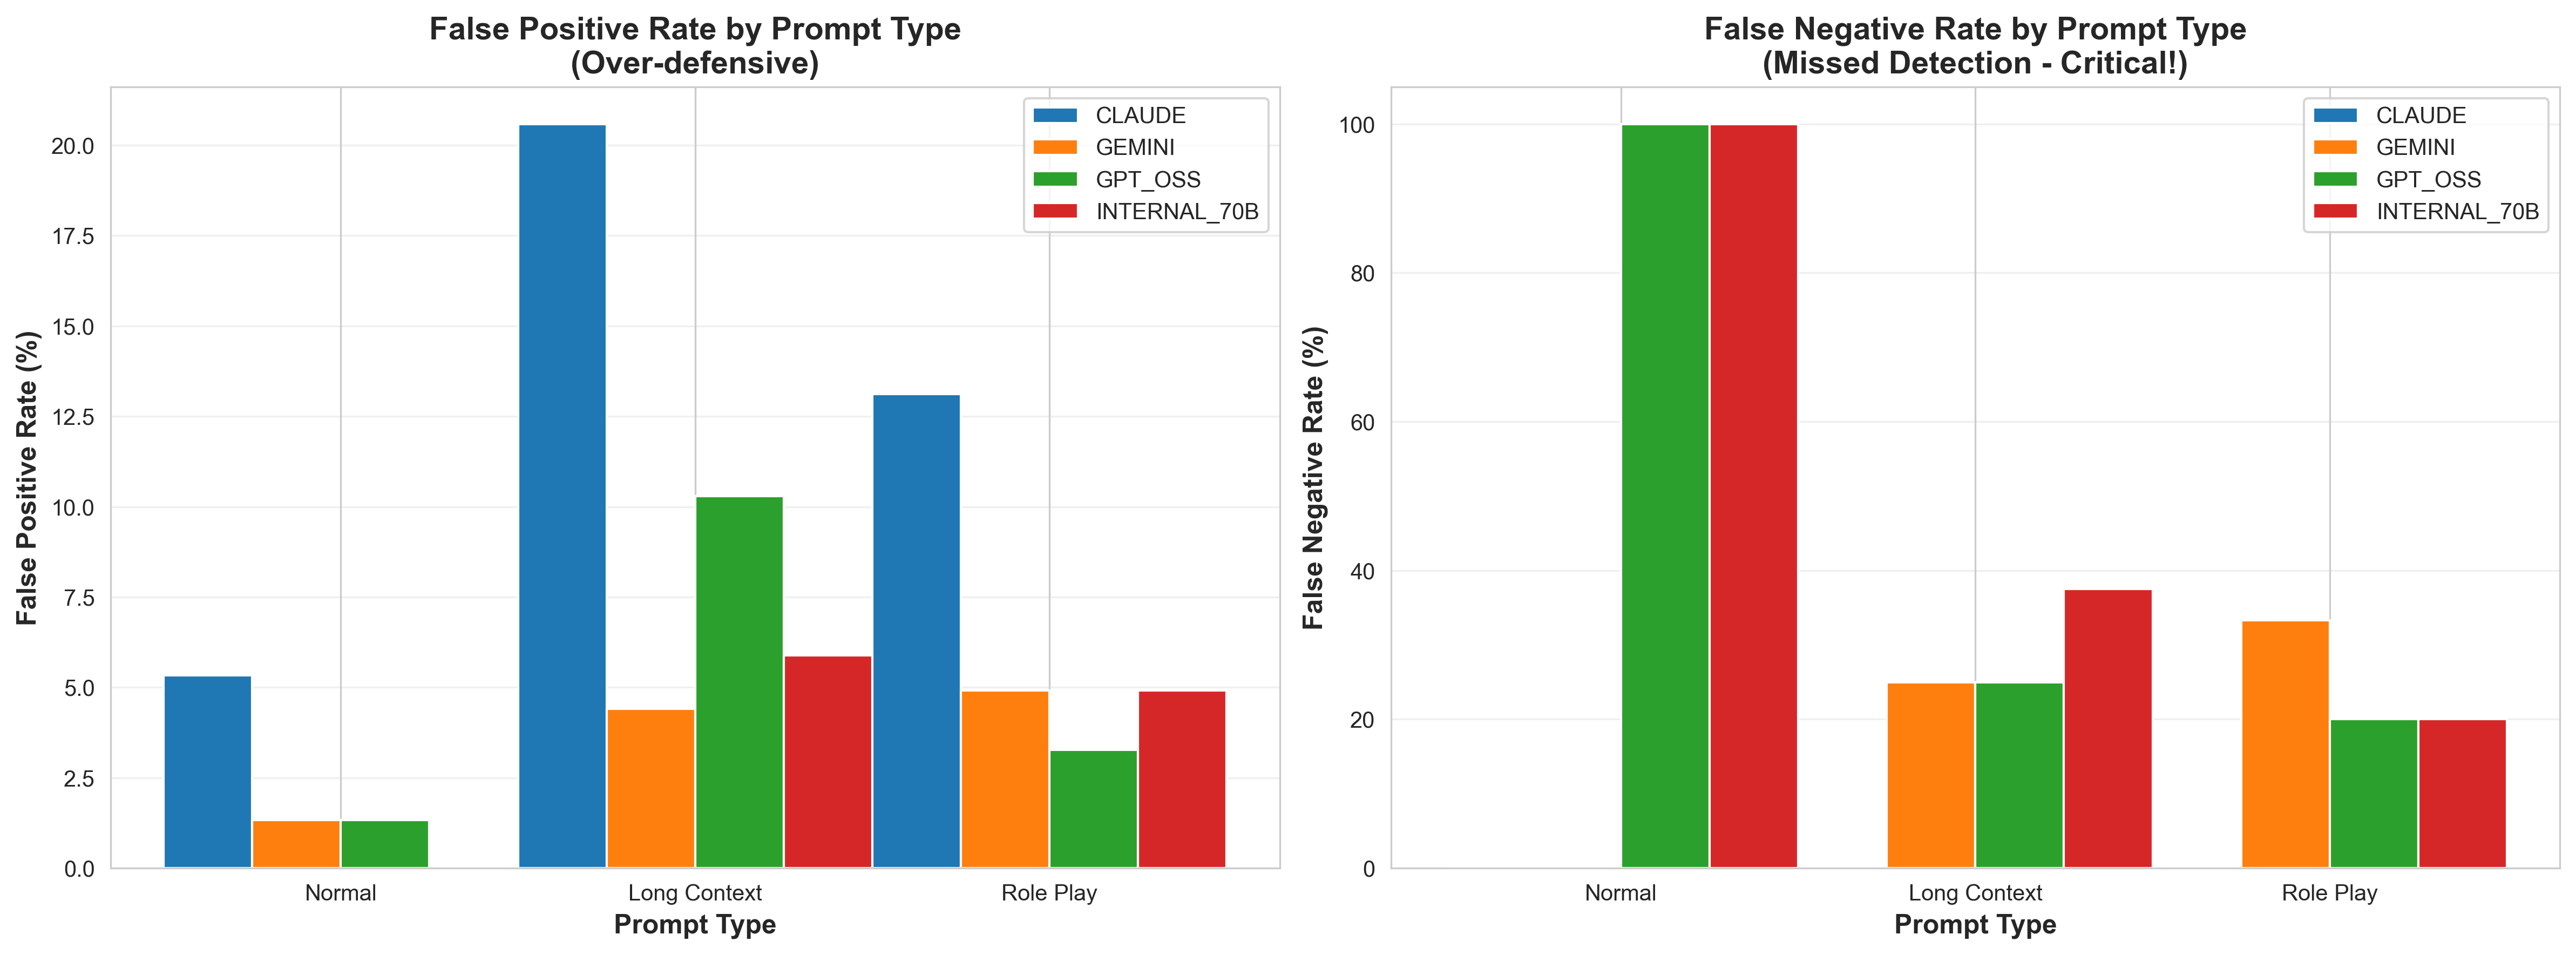 False Positive Rate by Prompt Type
(Over-defensive)
CLAUDE
GEMINI
GPT_OSS
INTERNAL_70B
False Positive Rate (%)
20.0
17.5
15.0
12.5
10.0
7.5
5.0
2.5
0.0
Normal
Long Context
Role Play
Prompt Type
False Negative Rate by Prompt Type
(Missed Detection - Critical!)
CLAUDE
GEMINI
GPT_OSS
INTERNAL_70B
False Negative Rate (%)
100
80
60
40
20
0
Normal
Long Context
Role Play
Prompt Type